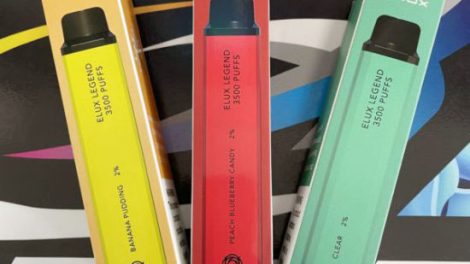 ELUX LEGEND
3500 PUFFS
BANANA PUDDING 2%
ELUX LEGEND
3500 PUFFS
PEACH BLUEBERRY CANDY 2%
ELUX LEGEND
3500 PUFFS
CLEAR 2%